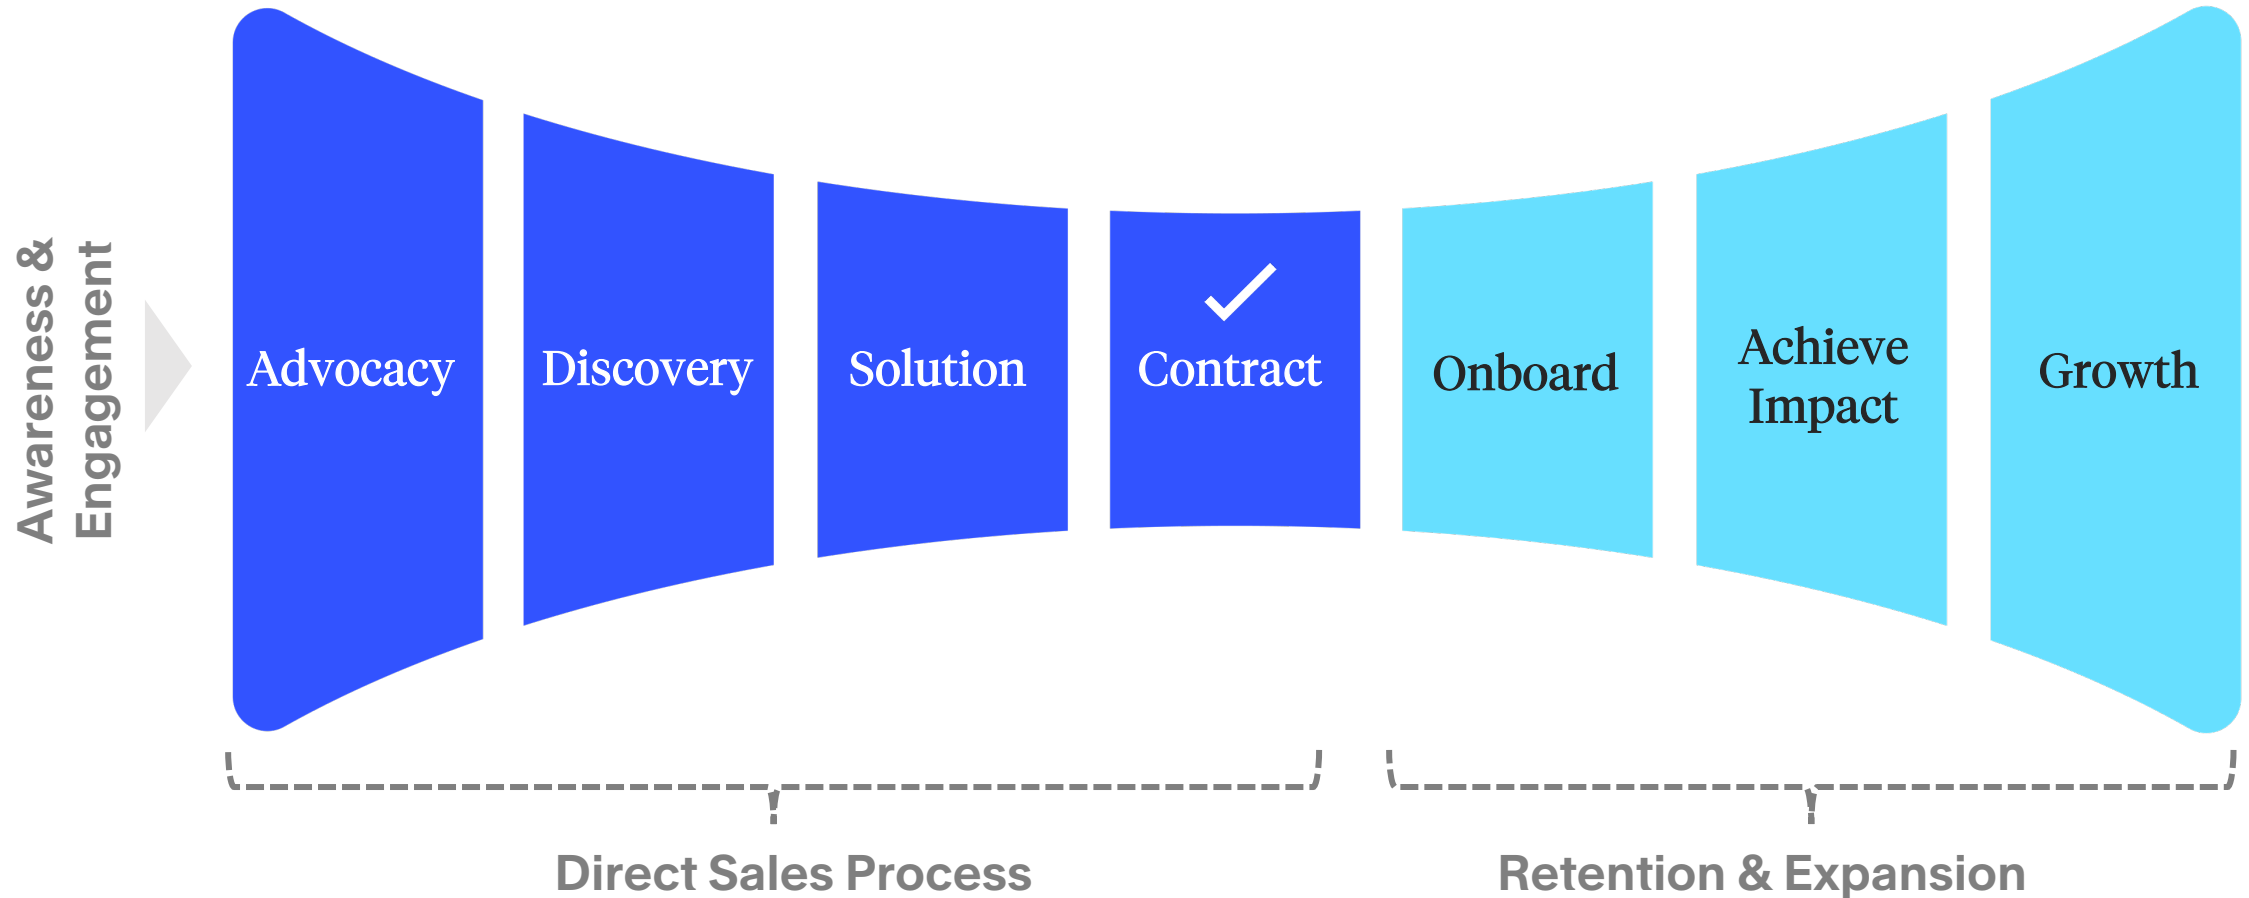 Awareness &
Engagement
Advocacy
Discovery
Solution
Contract
Onboard
Achieve
Impact
Growth
Direct Sales Process
Retention & Expansion